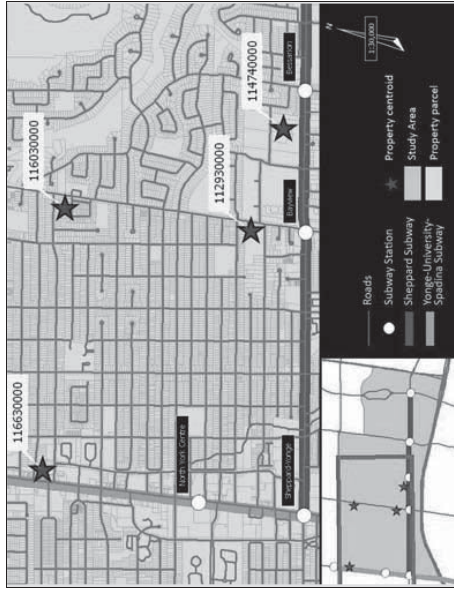 116630000
116030000
112930000
114740000
North York Centre
Sheppard-Yonge
Bayview
Bessarion
N
1:30,000
Roads
Subway Station
Sheppard Subway
Yonge-University-
Spadina Subway
Property centroid
Study Area
Property parcel